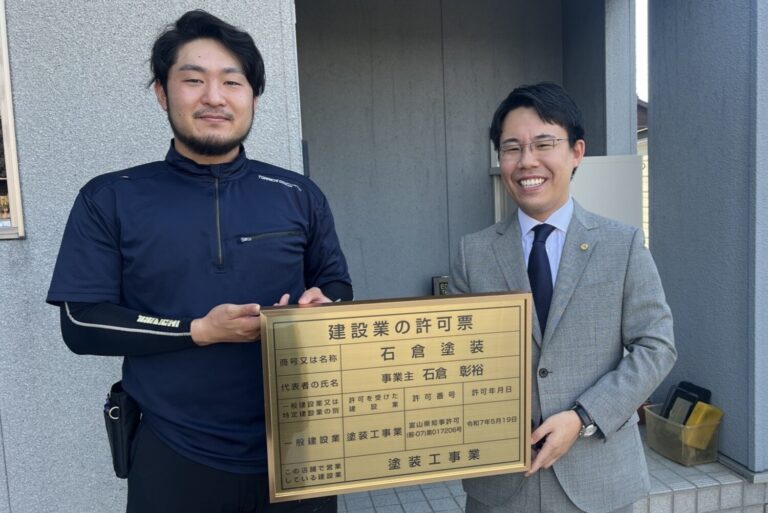 建設業の許可票
商号又は名称 石倉塗装
代表者の氏名 事業主 石倉 彰裕
一般建設業又は
特定建設業の別
許可を受けた
建設業
許可番号
許可年月日
一般建設業
塗装工事業
富山県知事許可
(般-07)第017206号
令和7年5月19日
この店舗で営業
している建設業
塗装工事業